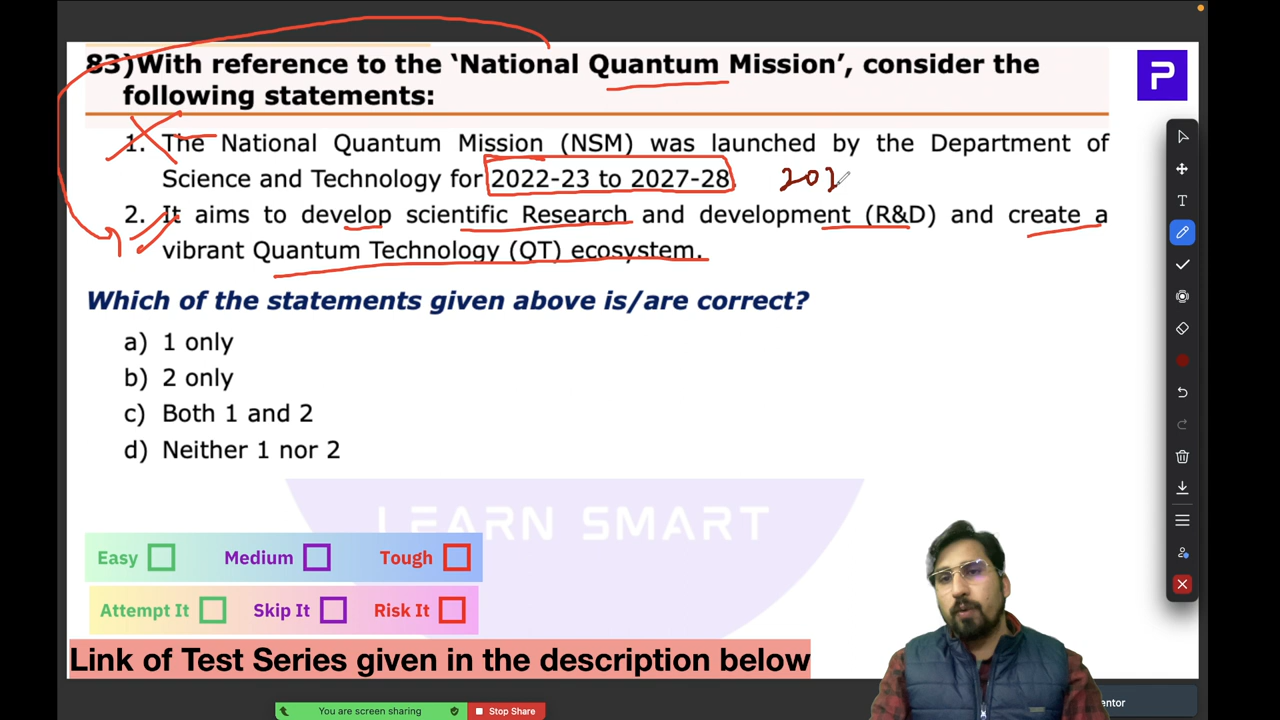 83)With reference to the ‘National Quantum Mission’, consider the
following statements:
1. The National Quantum Mission (NSM) was launched by the Department of
Science and Technology for 2022-23 to 2027-28 202
2. It aims to develop scientific Research and development (R&D) and create a
vibrant Quantum Technology (QT) ecosystem.
Which of the statements given above is/are correct?
a) 1 only
b) 2 only
c) Both 1 and 2
d) Neither 1 nor 2
LEARN SMART
Easy Medium Tough
Attempt It Skip It Risk It
Link of Test Series given in the description below
You are screen sharing Stop Share
entor